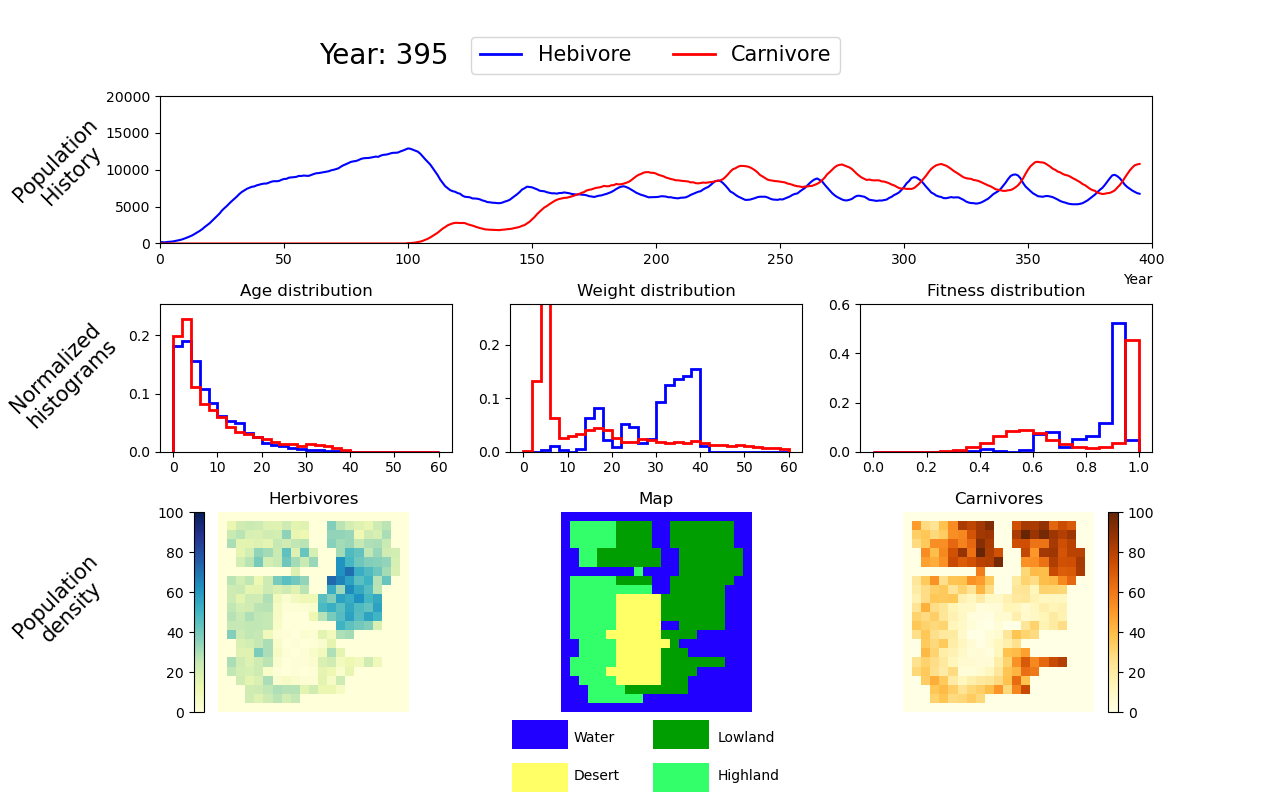 Year: 395
Hebivore
Carnivore
Population
History
20000
15000
10000
5000
0
0 50 100 150 200 250 300 350 400
Year
Normalized
histograms
Age distribution
0.2
0.1
0.0
0 10 20 30 40 50 60
Weight distribution
0.2
0.1
0.0
0 10 20 30 40 50 60
Fitness distribution
0.6
0.4
0.2
0.0
0.0 0.2 0.4 0.6 0.8 1.0
Population
density
Herbivores
100
80
60
40
20
0
Map
Carnivores
100
80
60
40
20
0
Water
Lowland
Desert
Highland